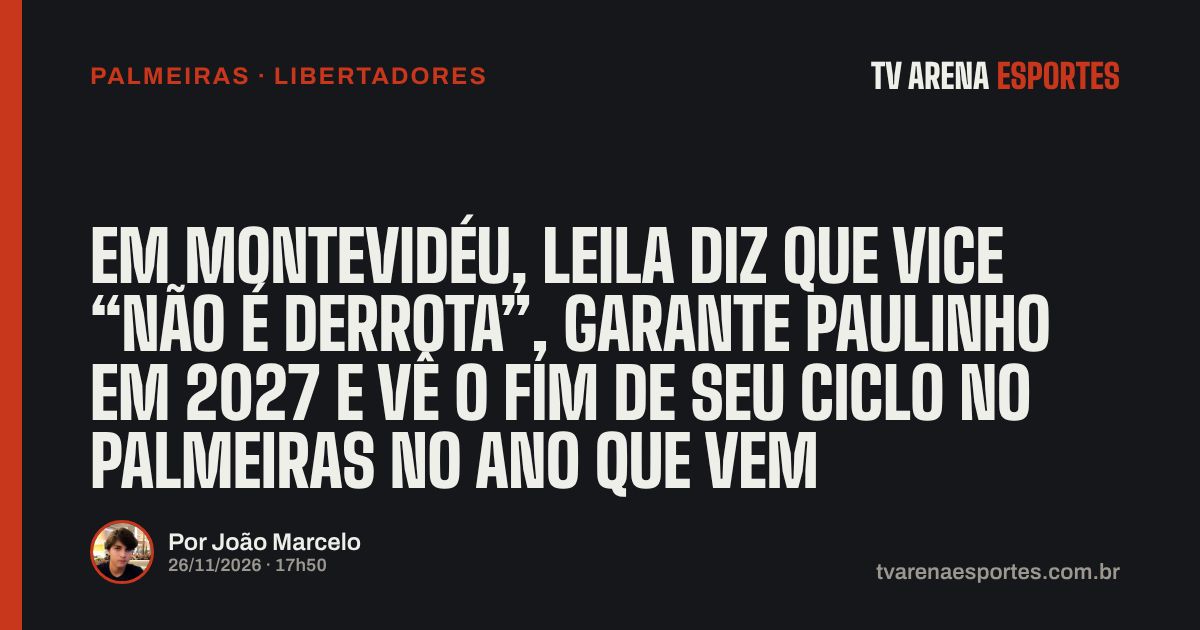 PALMEIRAS · LIBERTADORES
TV ARENA ESPORTES
EM MONTEVIDÉU, LEILA DIZ QUE VICE
“NÃO É DERROTA”, GARANTE PAULINHO
EM 2027 E VÊ O FIM DE SEU CICLO NO
PALMEIRAS NO ANO QUE VEM
Por João Marcelo
26/11/2026 · 17h50
tvarenaesportes.com.br